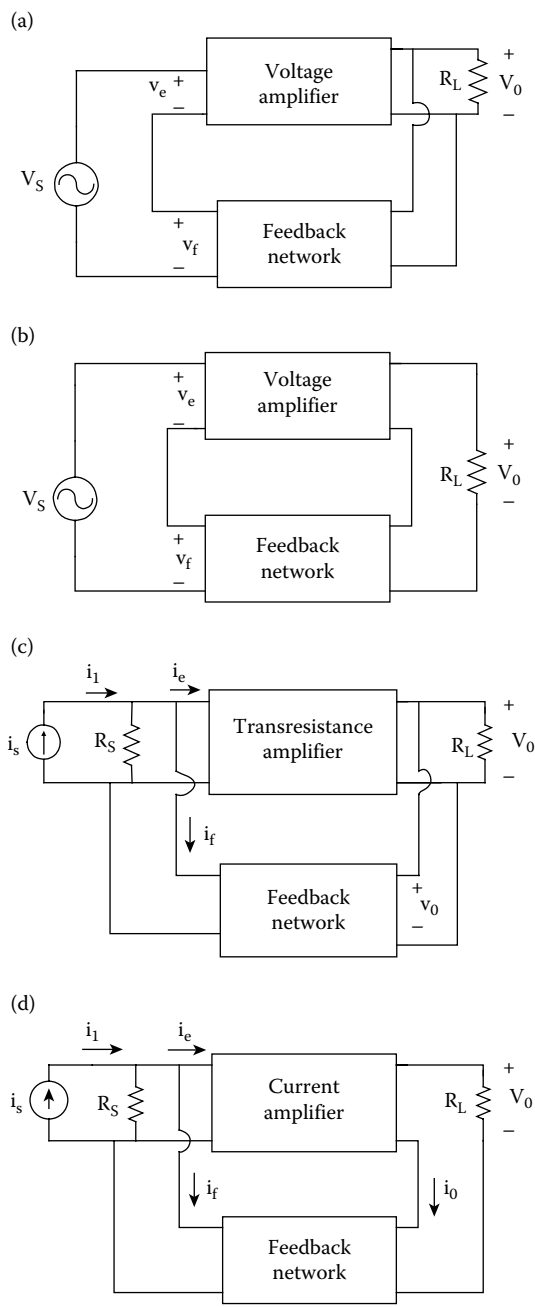 (a)
Voltage
amplifier
v_e
+
−
R_L
+
V_0
−
V_S
+
v_f
−
Feedback
network
(b)
Voltage
amplifier
+
v_e
−
R_L
+
V_0
−
V_S
+
v_f
−
Feedback
network
(c)
i_1
i_e
Transresistance
amplifier
i_s
R_S
R_L
+
V_0
−
i_f
Feedback
network
+
v_0
−
(d)
i_1
i_e
Current
amplifier
i_s
R_S
R_L
+
V_0
−
i_f
i_0
Feedback
network